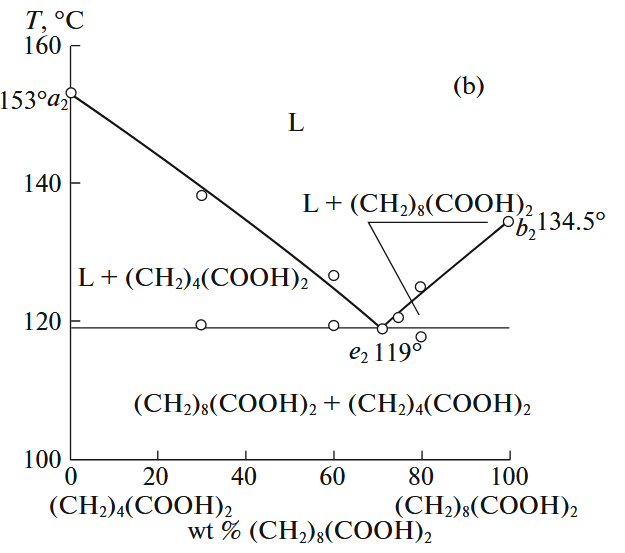 T, °C
160
153°a₂
(b)
L
140
L + (CH₂)₈(COOH)₂
b₂ 134.5°
L + (CH₂)₄(COOH)₂
120
e₂ 119°
(CH₂)₈(COOH)₂ + (CH₂)₄(COOH)₂
100
0 20 40 60 80 100
(CH₂)₄(COOH)₂ (CH₂)₈(COOH)₂
wt % (CH₂)₈(COOH)₂